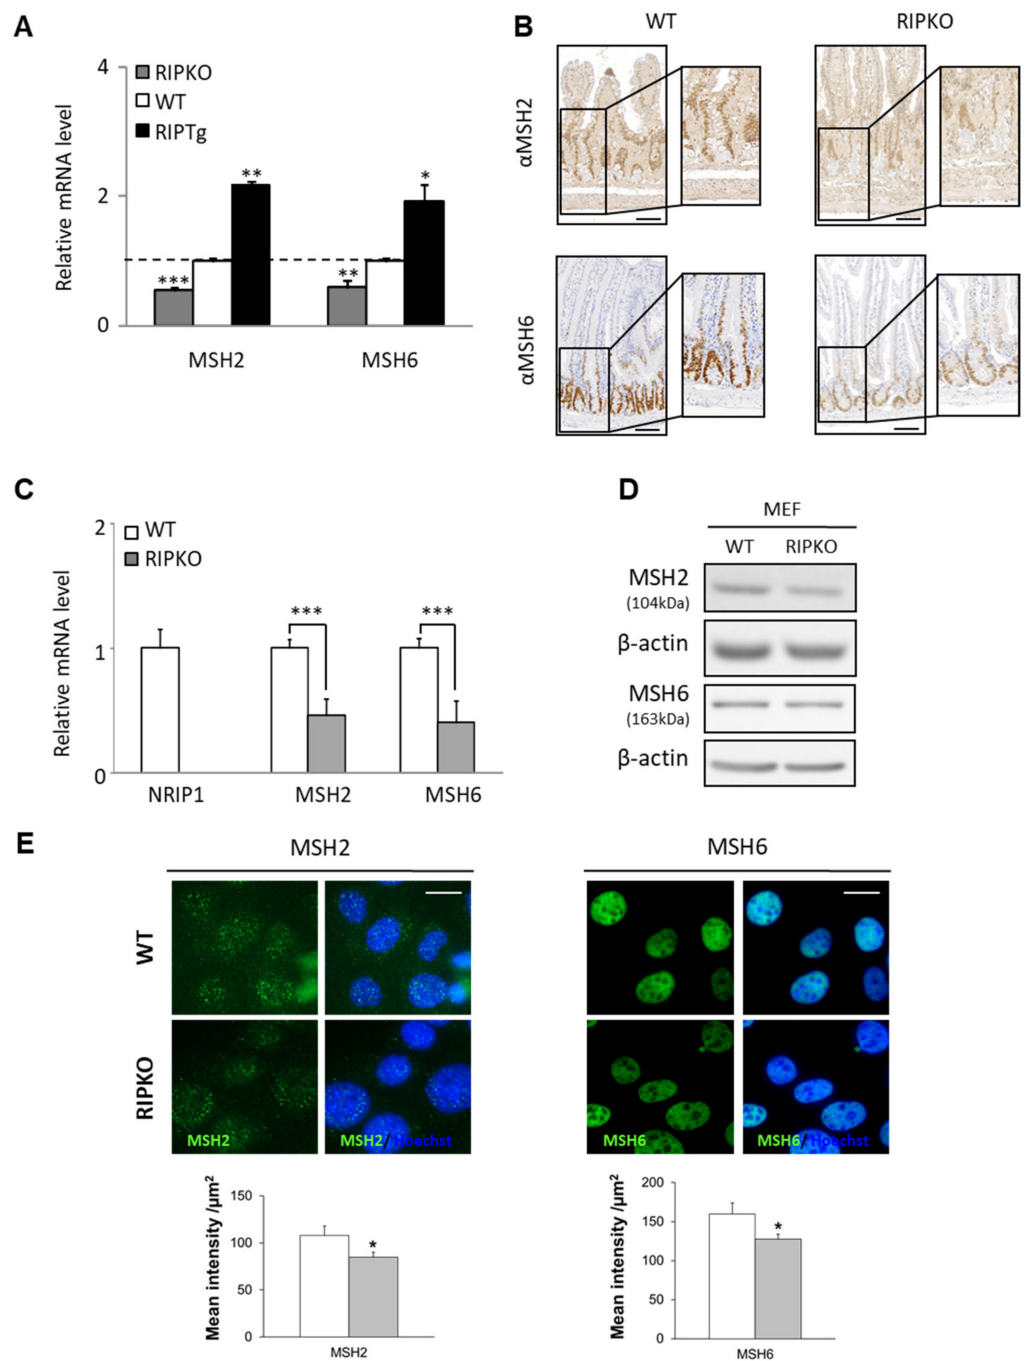 A
4
2
0
Relative mRNA level
RIPKO
WT
RIPTg
***
**
**
*
MSH2
MSH6
B
WT
RIPKO
αMSH2
αMSH6
C
2
1
0
Relative mRNA level
WT
RIPKO
***
***
NRIP1
MSH2
MSH6
D
MEF
WT
RIPKO
MSH2
(104kDa)
β-actin
MSH6
(163kDa)
β-actin
E
MSH2
MSH6
WT
RIPKO
MSH2
MSH2/Hoechst
MSH6
MSH6/Hoechst
Mean intensity /µm²
150
100
50
0
*
MSH2
Mean intensity /µm²
200
150
100
50
0
*
MSH6